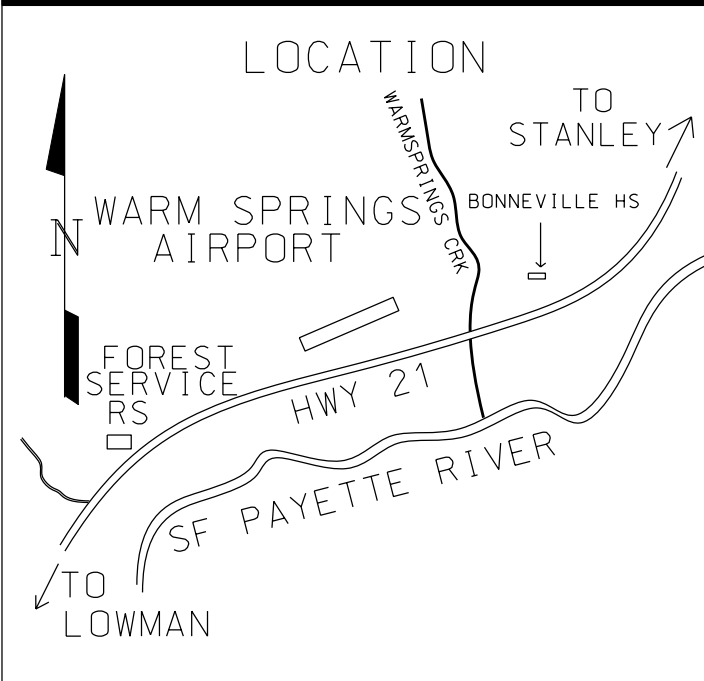 LOCATION
TO
STANLEY
WARMSPRINGS CRK
BONNEVILLE HS
WARM SPRINGS
AIRPORT
N
FOREST
SERVICE
RS
HWY 21
SF PAYETTE RIVER
TO
LOWMAN